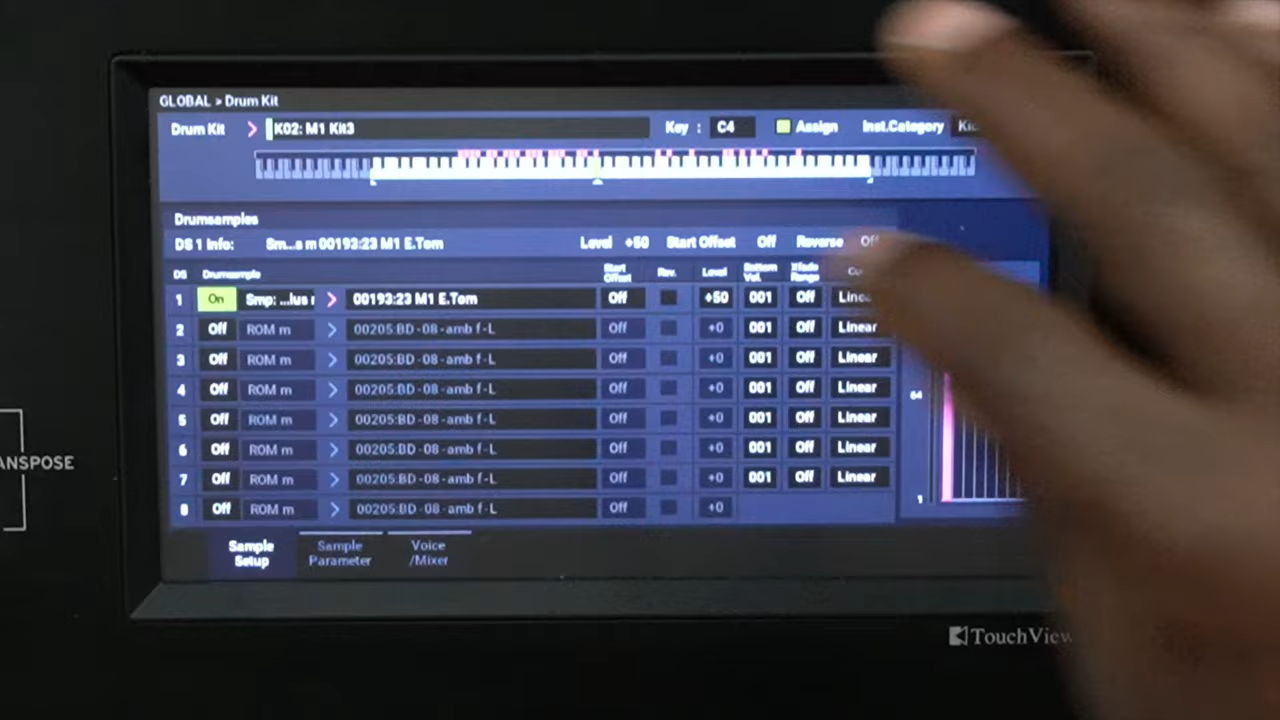 GLOBAL > Drum Kit
Drum Kit > K02: M1 Kit3 Key : C4 Assign Inst.Category
Drumsamples
DS 1 Info: Sm...s m 00193:23 M1 E.Tom Level +50 Start Offset Off Reverse Off
DS Drumsample Start Offset Rev. Level Bottom Vel. Xfade Range
1 On Smp: ...lus > 00193:23 M1 E.Tom Off +50 001 Off
2 Off ROM m > 00205:BD-08-amb f-L Off +0 001 Off Linear
3 Off ROM m > 00205:BD-08-amb f-L Off +0 001 Off Linear
4 Off ROM m > 00205:BD-08-amb f-L Off +0 001 Off Linear
5 Off ROM m > 00205:BD-08-amb f-L Off +0 001 Off Linear
6 Off ROM m > 00205:BD-08-amb f-L Off +0 001 Off Linear
7 Off ROM m > 00205:BD-08-amb f-L Off +0 001 Off Linear
8 Off ROM m > 00205:BD-08-amb f-L Off +0
64
1
Sample Setup Sample Parameter Voice /Mixer
ANSPOSE
TouchView